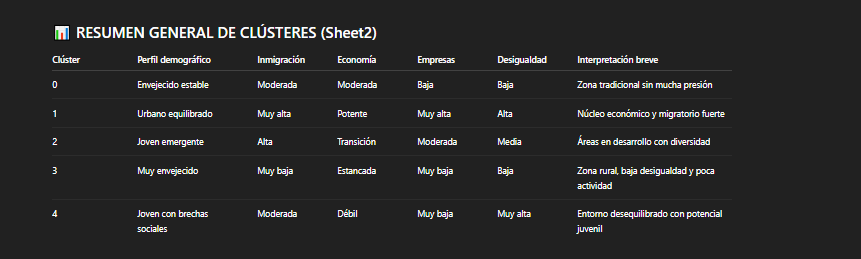 📊 RESUMEN GENERAL DE CLÚSTERES (Sheet2)
Clúster Perfil demográfico Inmigración Economía Empresas Desigualdad Interpretación breve
0 Envejecido estable Moderada Moderada Baja Baja Zona tradicional sin mucha presión
1 Urbano equilibrado Muy alta Potente Muy alta Alta Núcleo económico y migratorio fuerte
2 Joven emergente Alta Transición Moderada Media Áreas en desarrollo con diversidad
3 Muy envejecido Muy baja Estancada Muy baja Baja Zona rural, baja desigualdad y poca
actividad
4 Joven con brechas Moderada Débil Muy baja Muy alta Entorno desequilibrado con potencial
sociales juvenil